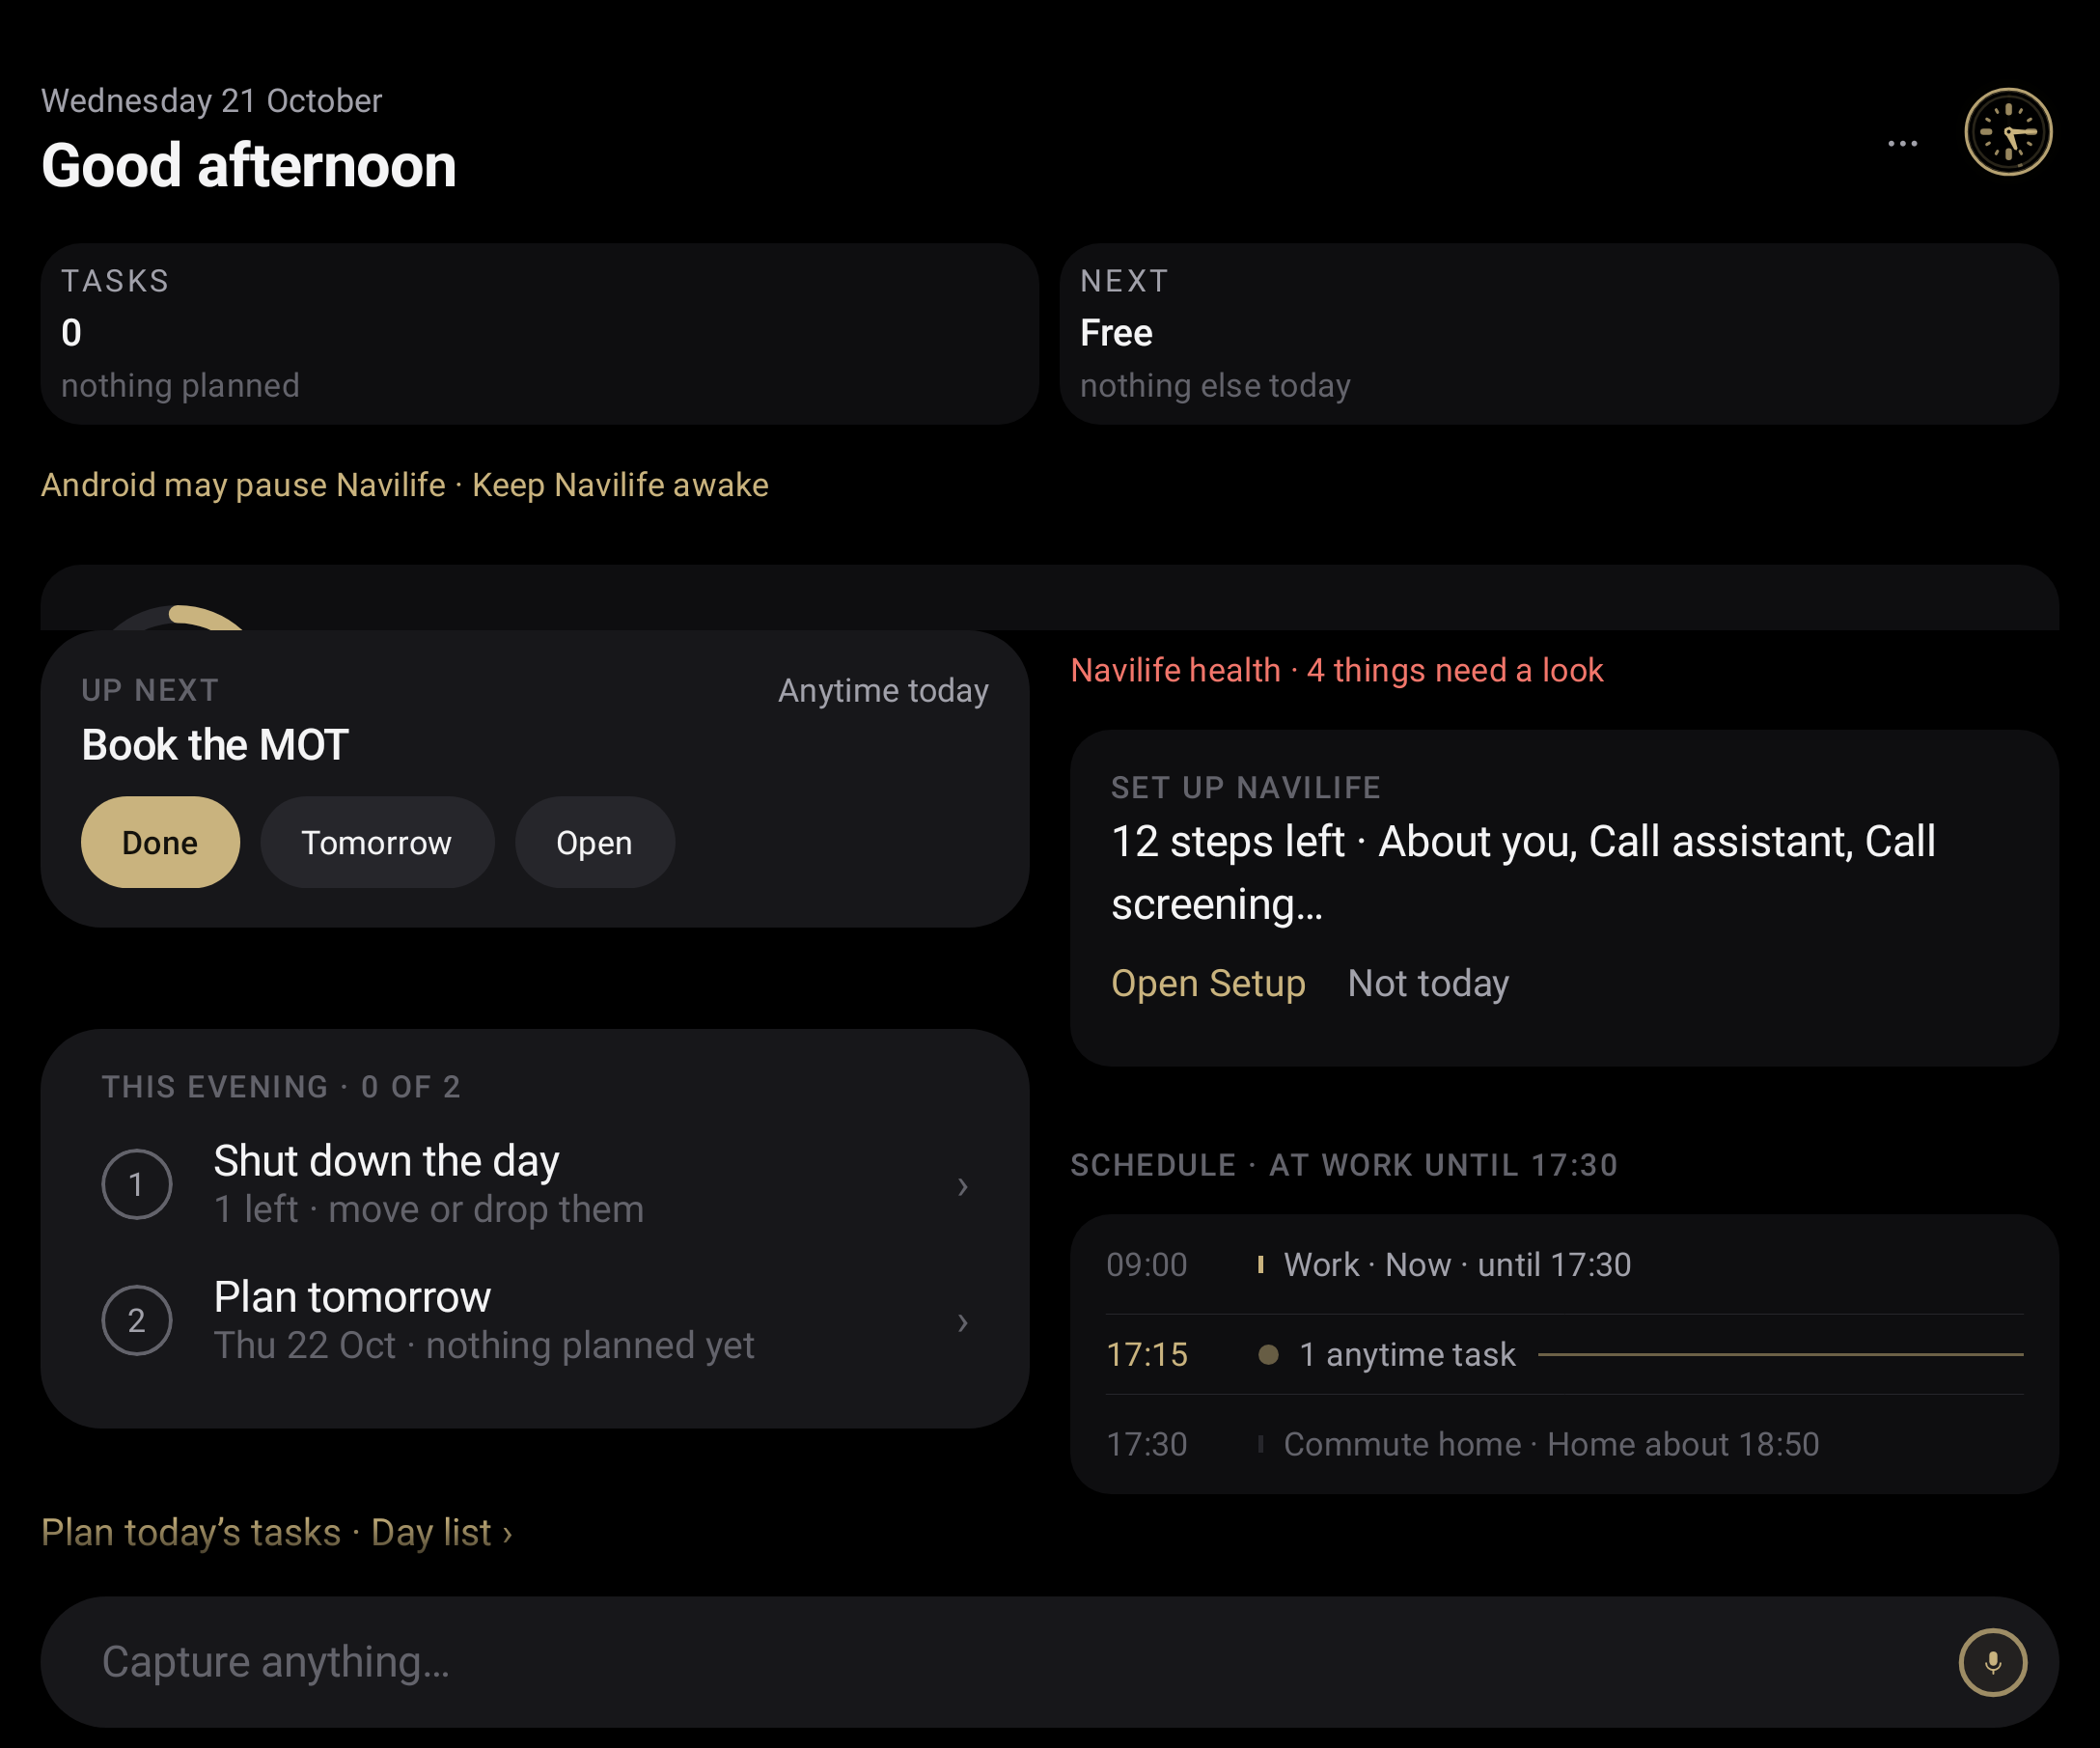 Wednesday 21 October
Good afternoon
...
TASKS
0
nothing planned
NEXT
Free
nothing else today
Android may pause Navilife · Keep Navilife awake
UP NEXT
Anytime today
Book the MOT
Done
Tomorrow
Open
THIS EVENING · 0 OF 2
1
Shut down the day
1 left · move or drop them
›
2
Plan tomorrow
Thu 22 Oct · nothing planned yet
›
Plan today’s tasks · Day list ›
Navilife health · 4 things need a look
SET UP NAVILIFE
12 steps left · About you, Call assistant, Call
screening…
Open Setup
Not today
SCHEDULE · AT WORK UNTIL 17:30
09:00 Work · Now · until 17:30
17:15 1 anytime task
17:30 Commute home · Home about 18:50
Capture anything…